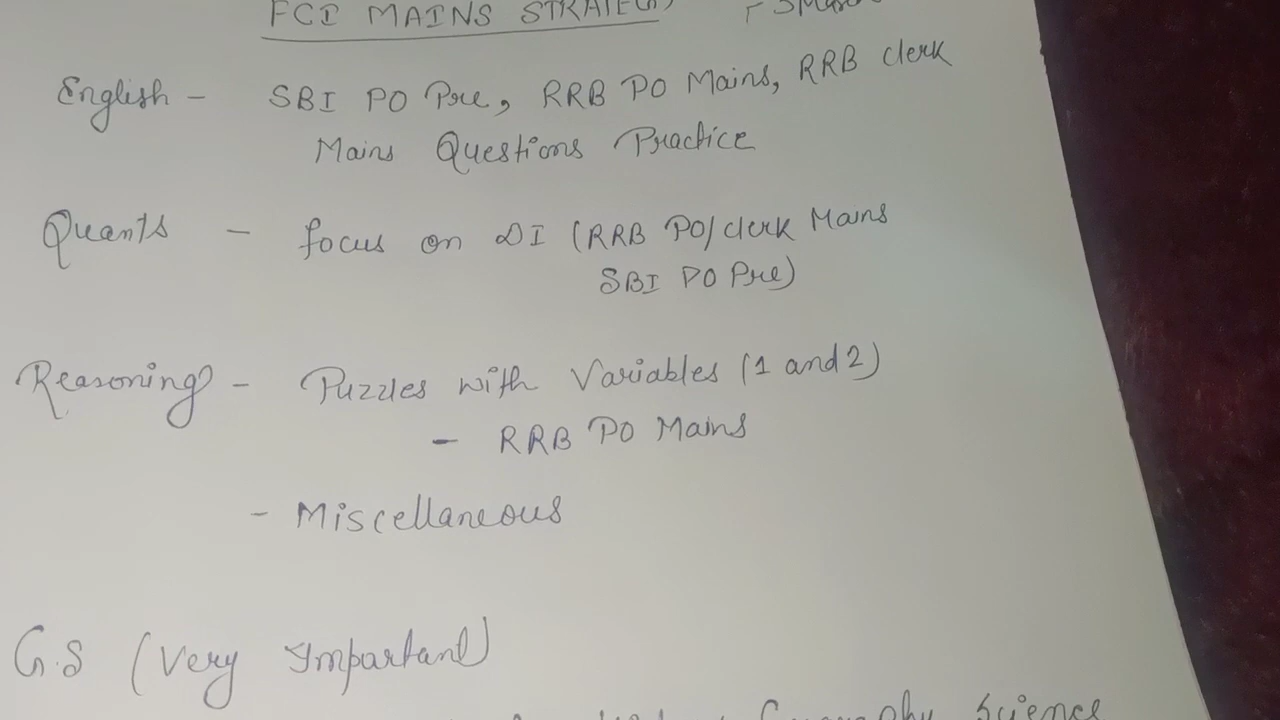 FCI MAINS STRATEGY
English - SBI PO Pre, RRB PO Mains, RRB clerk
Mains Questions Practice
Quants - focus on DI (RRB PO/clerk Mains
SBI PO Pre)
Reasoning - Puzzles with Variables (1 and 2)
- RRB PO Mains
- Miscellaneous
G.S (Very Important)
Geography Science